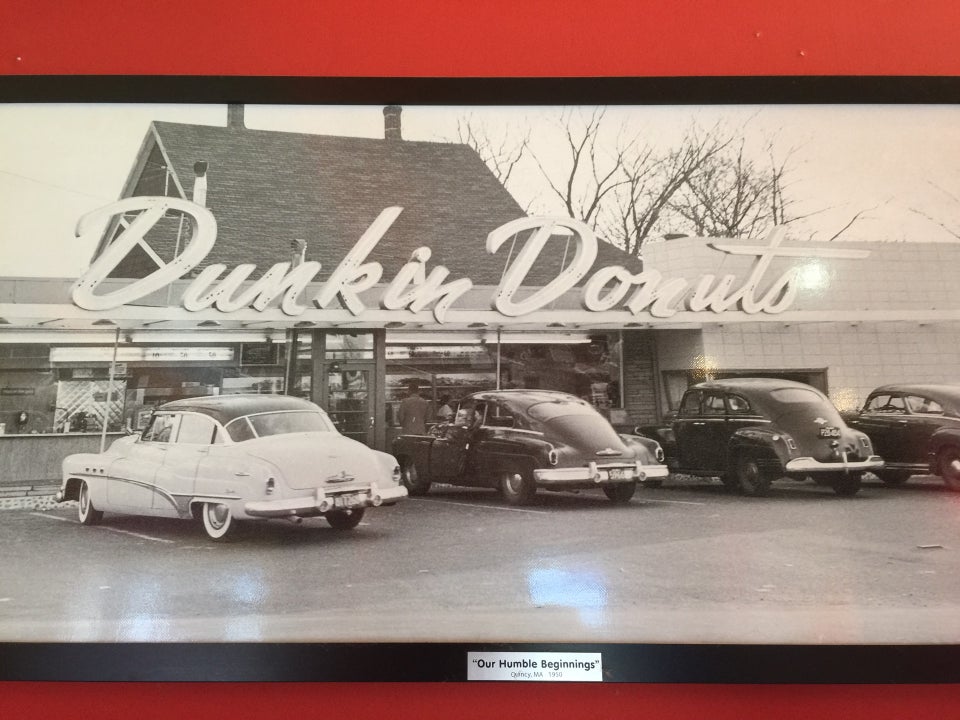 Dunkin Donuts
"Our Humble Beginnings"
Quincy, MA 1950